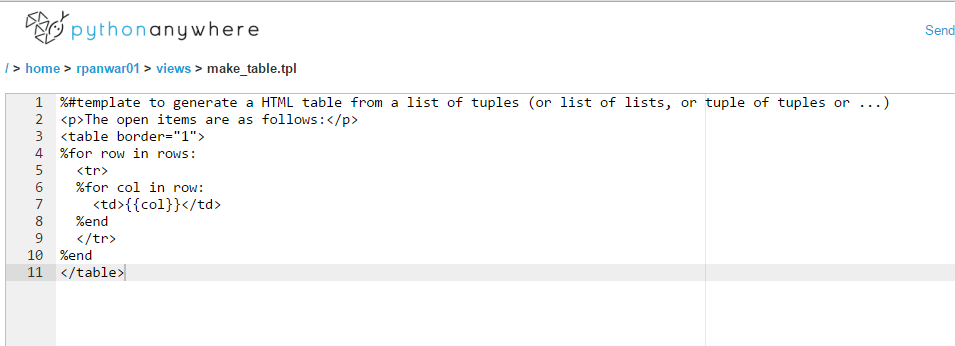 pythonanywhere
Send
/ > home > rpanwar01 > views > make_table.tpl
1 %#template to generate a HTML table from a list of tuples (or list of lists, or tuple of tuples or ...)
2 <p>The open items are as follows:</p>
3 <table border="1">
4 %for row in rows:
5   <tr>
6   %for col in row:
7     <td>{{col}}</td>
8   %end
9   </tr>
10 %end
11 </table>